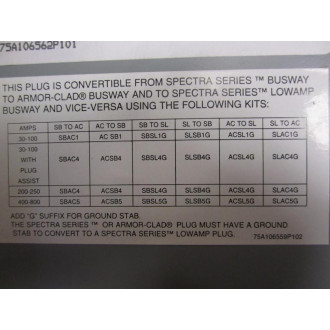 75A106562P101
THIS PLUG IS CONVERTIBLE FROM SPECTRA SERIES™ BUSWAY
TO ARMOR-CLAD® BUSWAY AND TO SPECTRA SERIES™ LOWAMP
BUSWAY AND VICE-VERSA USING THE FOLLOWING KITS:
AMPS SB TO AC AC TO SB SB TO SL SL TO SB AC TO SL SL TO AC
30-100 SBAC1 AC SB1 SBSL1G SLSB1G ACSL1G SLAC1G
30-100
WITH SBAC4 ACSB4 SBSL4G SLSB4G ACSL4G SLAC4G
PLUG
ASSIST
200-250 SBAC4 ACSB4 SBSL4G SLSB4G ACSL4G SLAC4G
400-600 SBAC5 ACSB5 SBSL5G SLSB5G ACSL5G SLAC5G
ADD "G" SUFFIX FOR GROUND STAB.
THE SPECTRA SERIES™ OR ARMOR-CLAD® PLUG MUST HAVE A GROUND
STAB TO CONVERT TO A SPECTRA SERIES™ LOWAMP PLUG.
75A106559P102